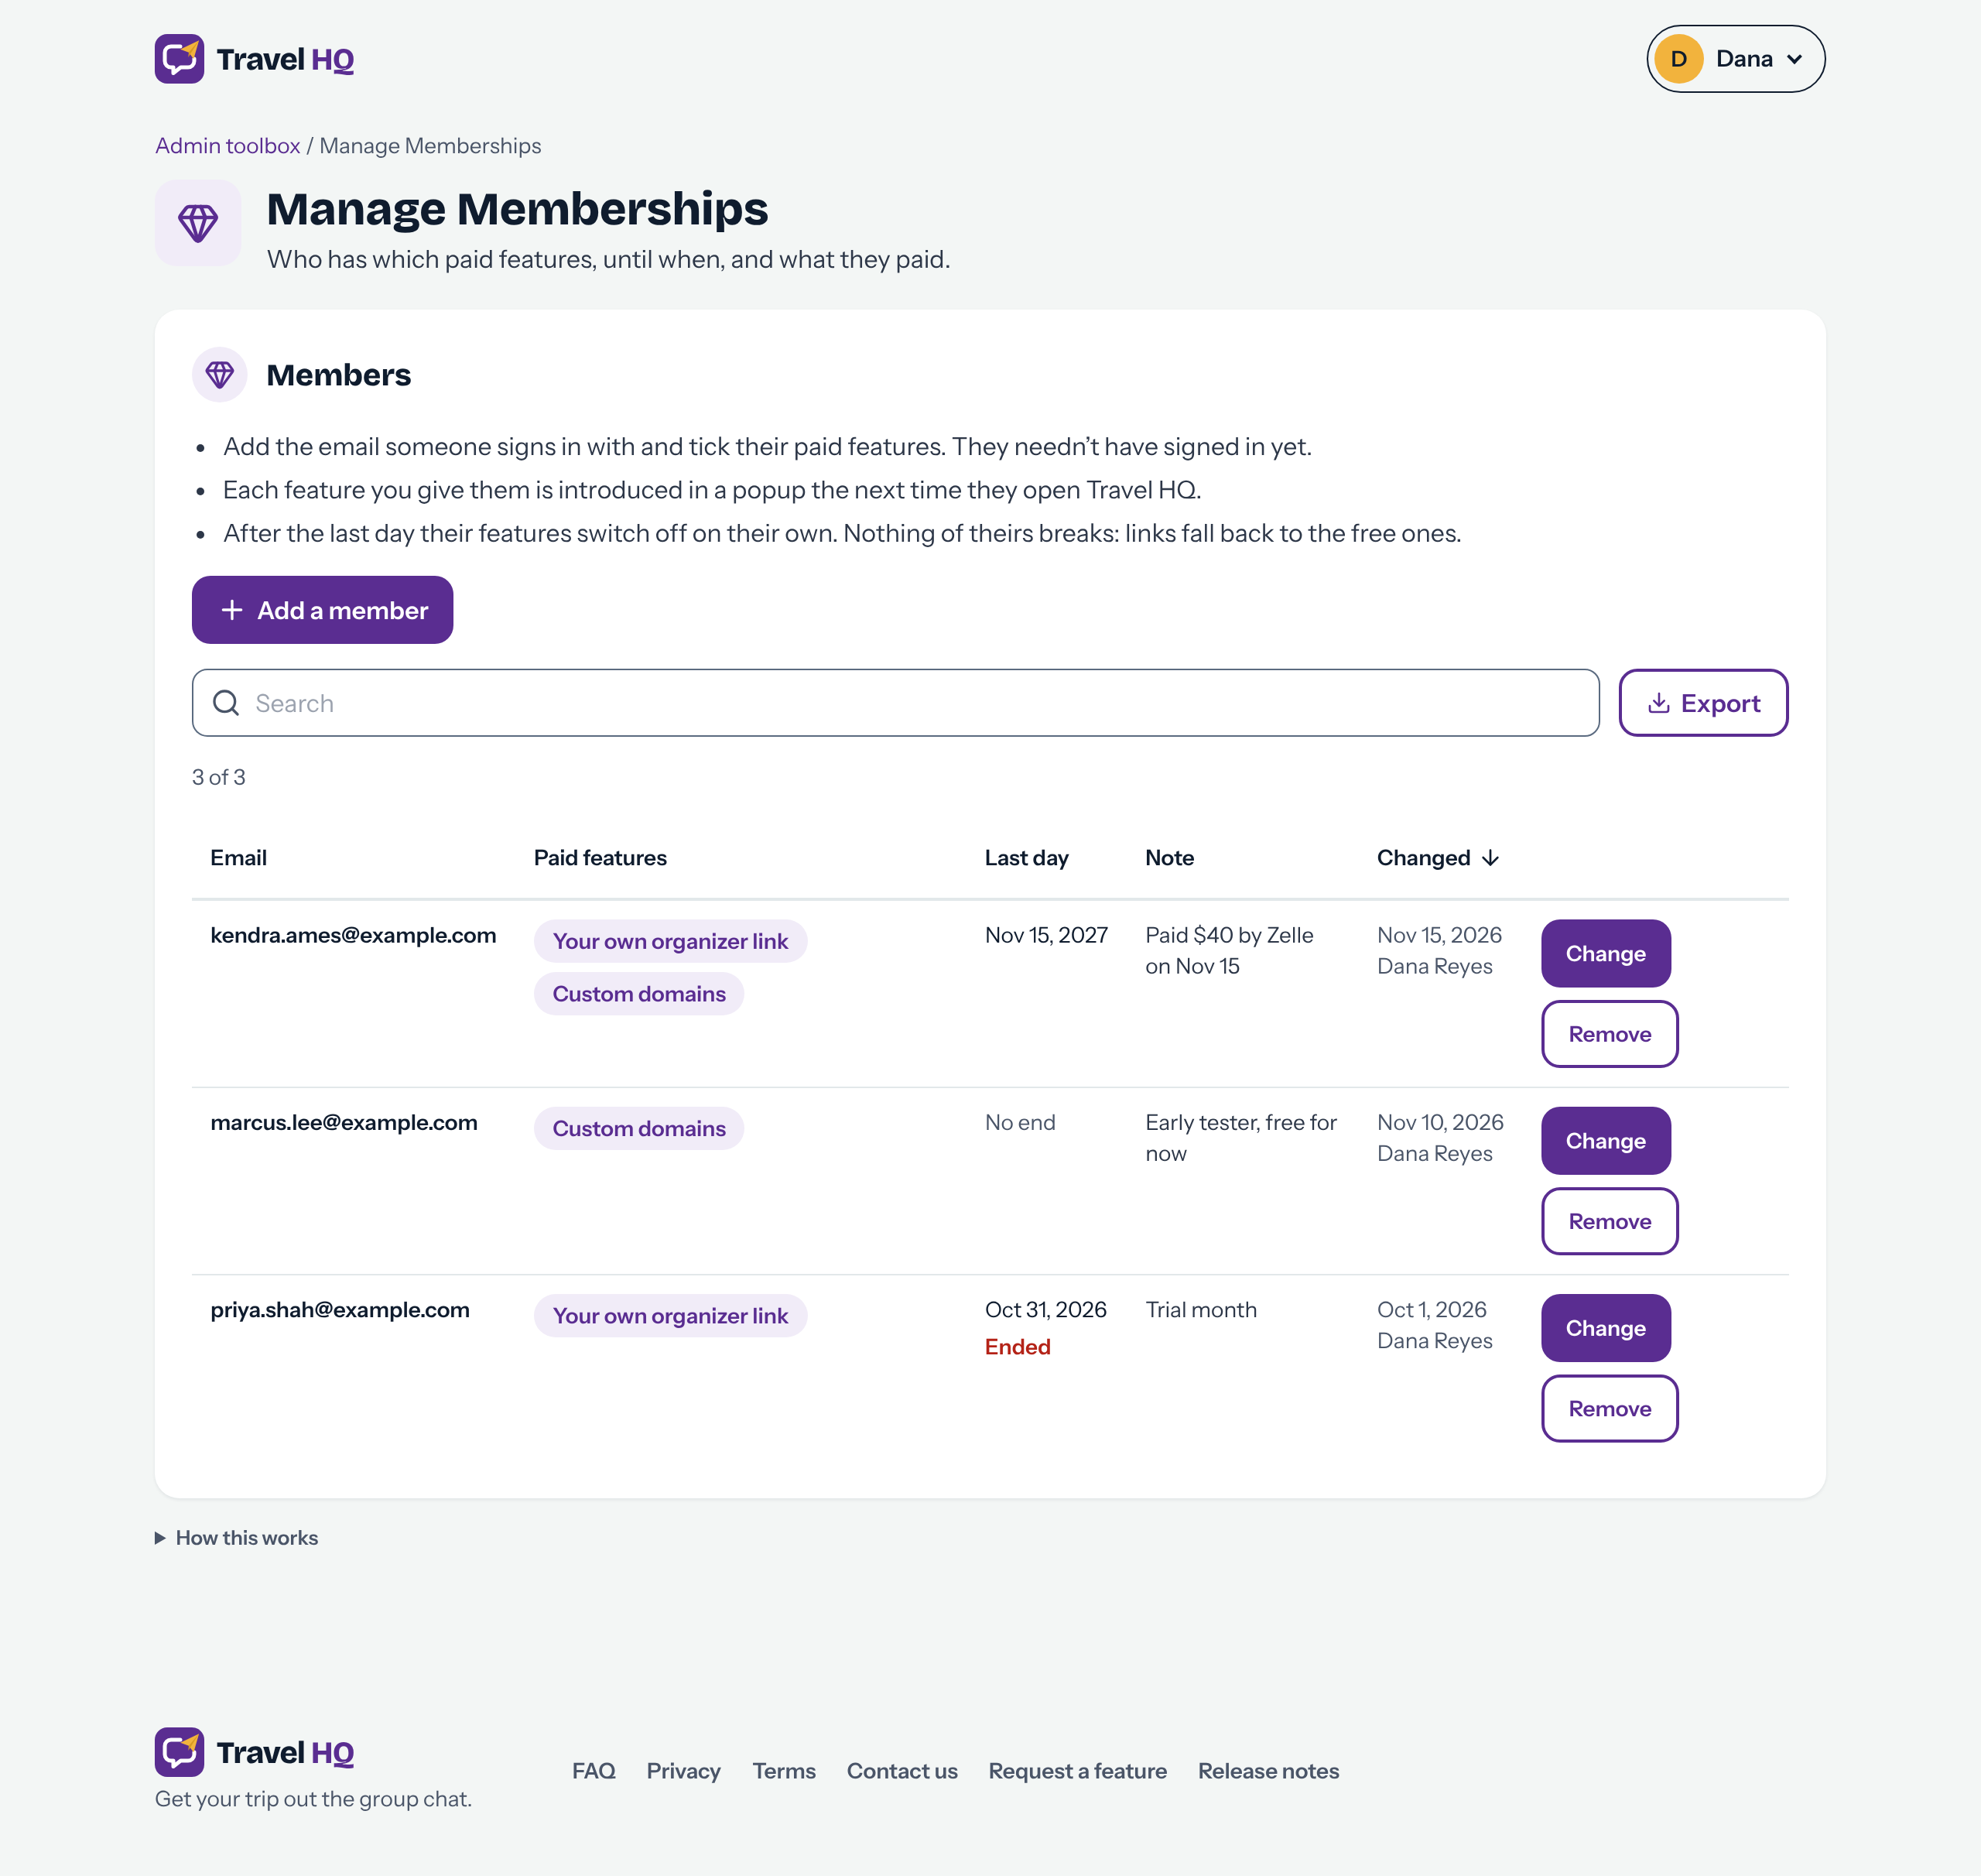 Travel HQ
D Dana
Admin toolbox / Manage Memberships
Manage Memberships
Who has which paid features, until when, and what they paid.
Members
• Add the email someone signs in with and tick their paid features. They needn’t have signed in yet.
• Each feature you give them is introduced in a popup the next time they open Travel HQ.
• After the last day their features switch off on their own. Nothing of theirs breaks: links fall back to the free ones.
+ Add a member
Search
Export
3 of 3
Email Paid features Last day Note Changed ↓
kendra.ames@example.com Your own organizer link Nov 15, 2027 Paid $40 by Zelle Nov 15, 2026 Change
Custom domains on Nov 15 Dana Reyes
Remove
marcus.lee@example.com Custom domains No end Early tester, free for Nov 10, 2026 Change
now Dana Reyes
Remove
priya.shah@example.com Your own organizer link Oct 31, 2026 Trial month Oct 1, 2026 Change
Ended Dana Reyes
Remove
How this works
Travel HQ
Get your trip out the group chat.
FAQ Privacy Terms Contact us Request a feature Release notes